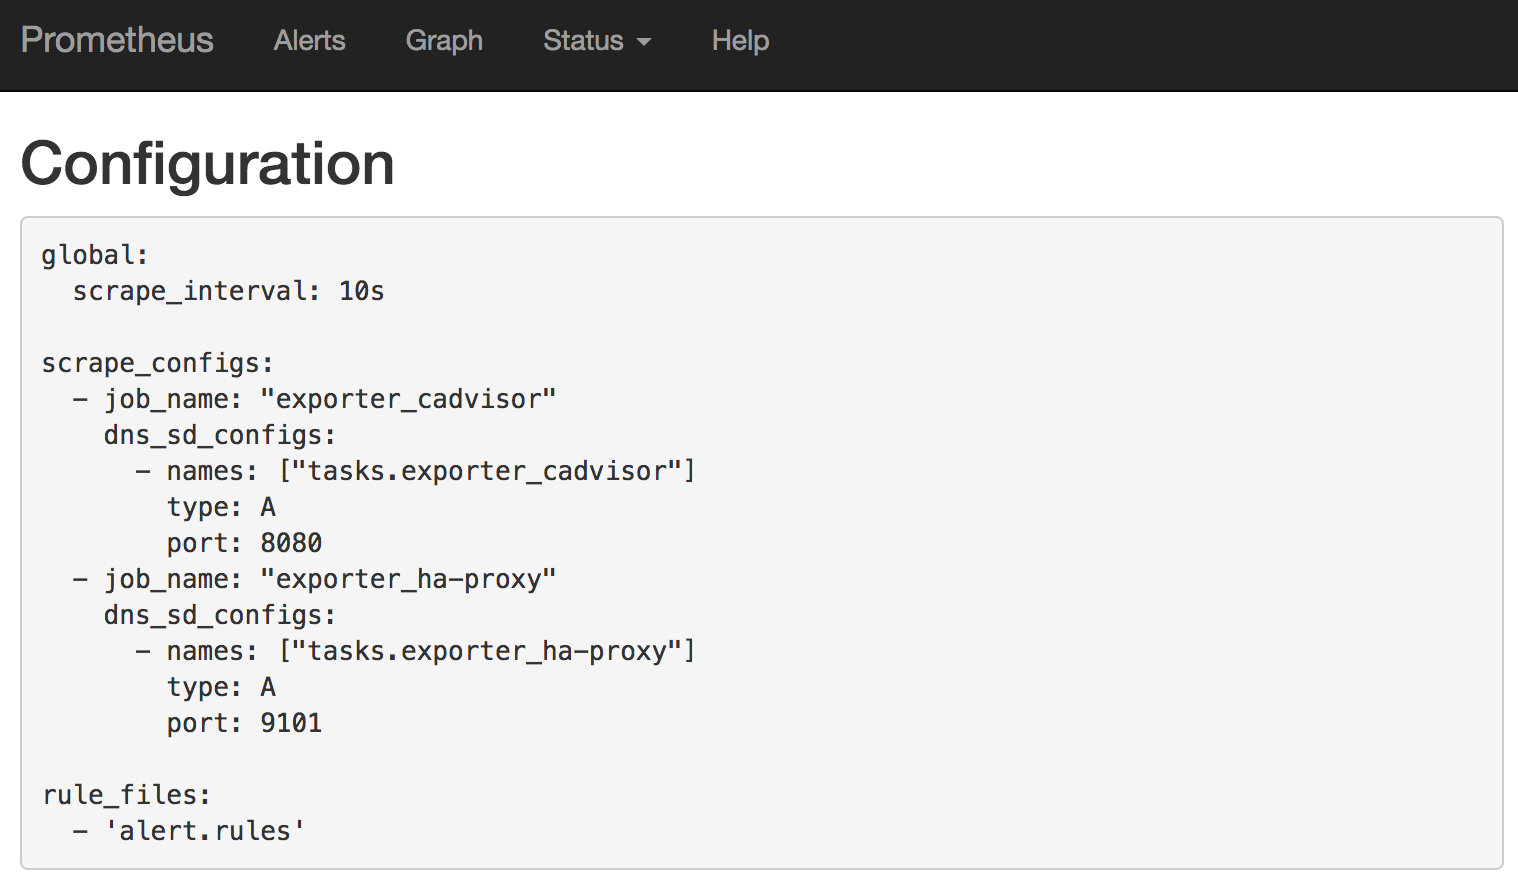 Prometheus Alerts Graph Status Help
Configuration
global:
  scrape_interval: 10s

scrape_configs:
  - job_name: "exporter_cadvisor"
    dns_sd_configs:
      - names: ["tasks.exporter_cadvisor"]
        type: A
        port: 8080
  - job_name: "exporter_ha-proxy"
    dns_sd_configs:
      - names: ["tasks.exporter_ha-proxy"]
        type: A
        port: 9101

rule_files:
  - 'alert.rules'